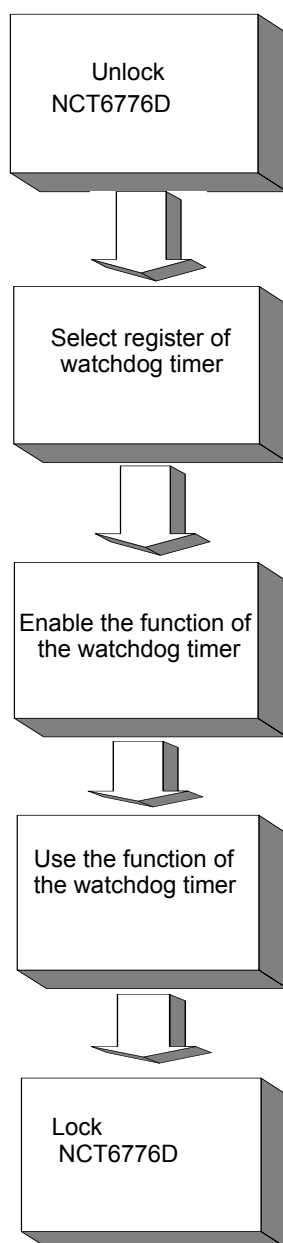 Unlock
NCT6776D
Select register of
watchdog timer
Enable the function of
the watchdog timer
Use the function of
the watchdog timer
Lock
NCT6776D